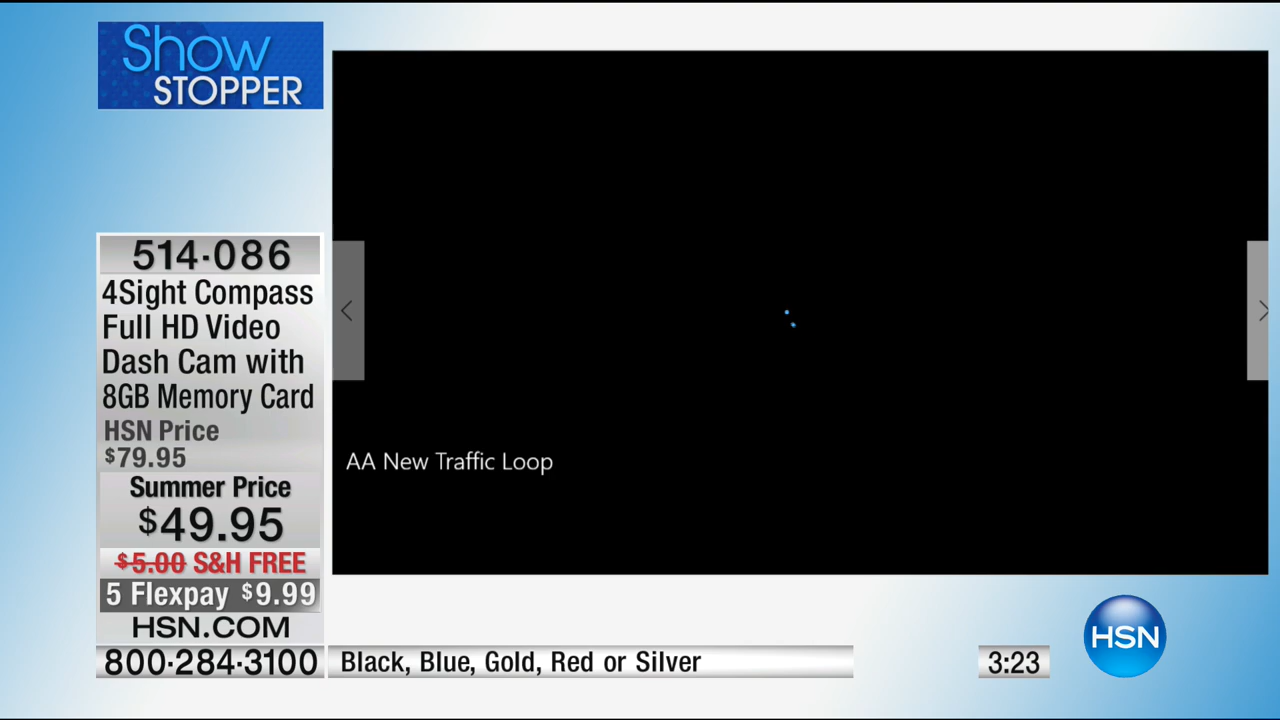 Show
STOPPER
514·086
4Sight Compass
Full HD Video
Dash Cam with
8GB Memory Card
HSN Price
$79.95
Summer Price
$49.95
$5.00 S&H FREE
5 Flexpay $9.99
HSN.COM
800·284·3100
AA New Traffic Loop
Black, Blue, Gold, Red or Silver
3:23
HSN